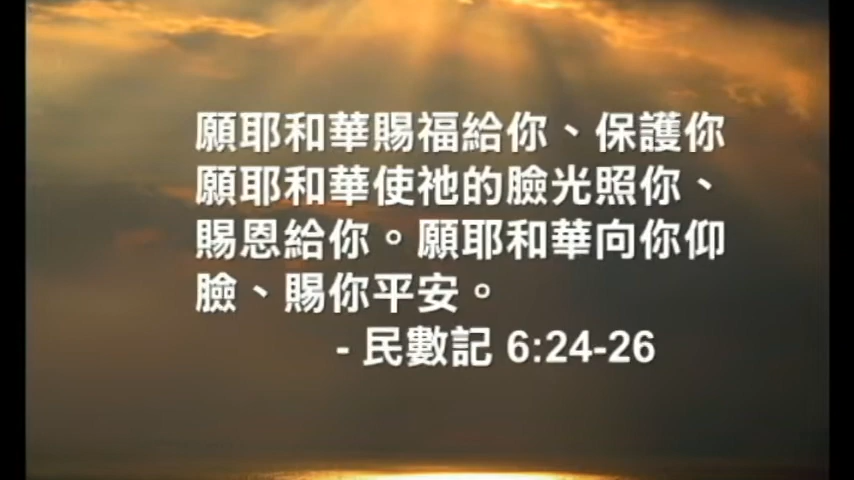 願耶和華賜福給你、保護你
願耶和華使祂的臉光照你、
賜恩給你。願耶和華向你仰
臉、賜你平安。
- 民數記 6:24-26